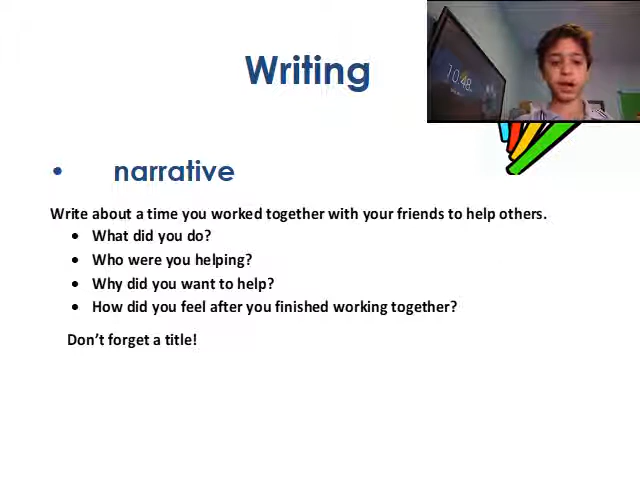 Writing
10:48
• narrative
Write about a time you worked together with your friends to help others.
• What did you do?
• Who were you helping?
• Why did you want to help?
• How did you feel after you finished working together?
Don't forget a title!